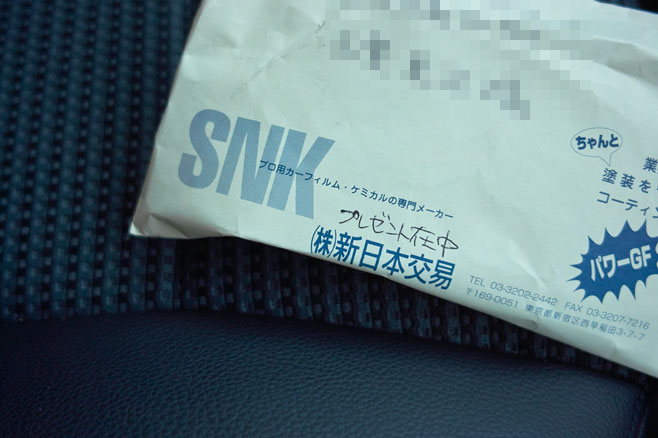 SNK
プロ用カーフィルム・ケミカルの専門メーカー
プレゼント在中
(株)新日本交易
TEL 03-3202-2442 FAX 03-3207-7216
〒169-0051 東京都新宿区西早稲田3-7-7
ちゃんと
業
塗装を
コーティン
パワーGF